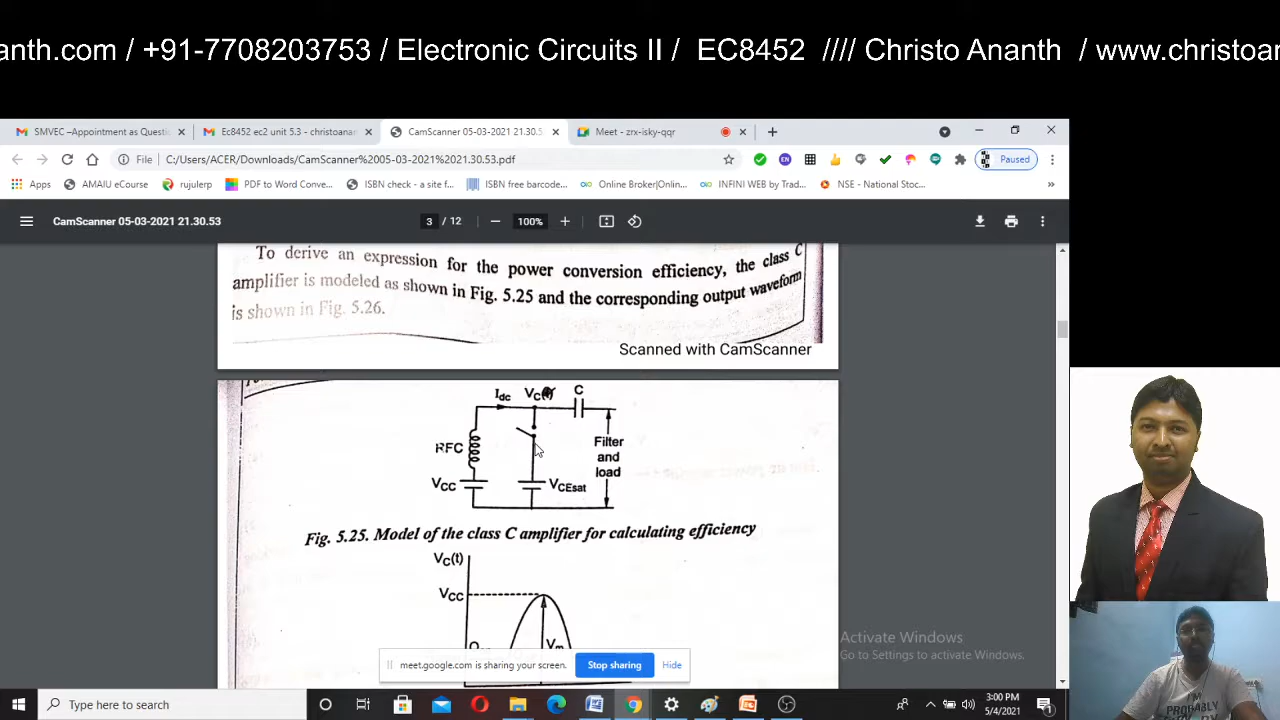 anth.com / +91-7708203753 / Electronic Circuits II / EC8452 //// Christo Ananth / www.christoar
SMVEC –Appointment as Questi
Ec8452 ec2 unit 5.3 - christoanan
CamScanner 05-03-2021 21.30.5
Meet - zrx-isky-qqr
File
C:/Users/ACER/Downloads/CamScanner%2005-03-2021%2021.30.53.pdf
EN
Paused
Apps
AMAIU eCourse
rujulerp
PDF to Word Conve...
ISBN check - a site f...
ISBN free barcode...
Online Broker|Onlin...
INFINI WEB by Trad...
NSE - National Stoc...
»
CamScanner 05-03-2021 21.30.53
3 / 12
100%
To derive an expression for the power conversion efficiency, the class C
amplifier is modeled as shown in Fig. 5.25 and the corresponding output waveform
is shown in Fig. 5.26.
Scanned with CamScanner
Idc
C
RFC
VCC
VCEsat
Filter
and
load
Fig. 5.25. Model of the class C amplifier for calculating efficiency
VC(t)
VCC
Vm
meet.google.com is sharing your screen.
Stop sharing
Hide
Activate Windows
Go to Settings to activate Windows.
PROBABLY
Type here to search
3:00 PM
5/4/2021